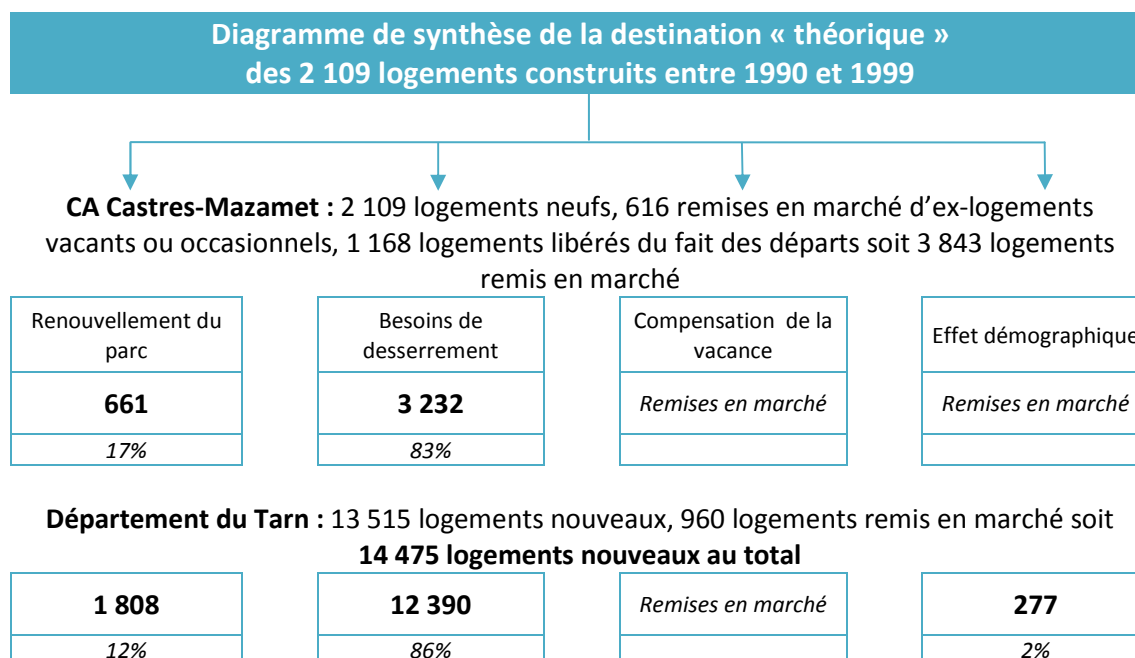 Diagramme de synthèse de la destination « théorique »
des 2 109 logements construits entre 1990 et 1999
CA Castres-Mazamet : 2 109 logements neufs, 616 remises en marché d’ex-logements
vacants ou occasionnels, 1 168 logements libérés du fait des départs soit 3 843 logements
remis en marché
Renouvellement du
parc
661
17%
Besoins de
desserrement
3 232
83%
Compensation de la
vacance
Remises en marché
Effet démographique
Remises en marché
Département du Tarn : 13 515 logements nouveaux, 960 logements remis en marché soit
14 475 logements nouveaux au total
1 808
12%
12 390
86%
Remises en marché
277
2%